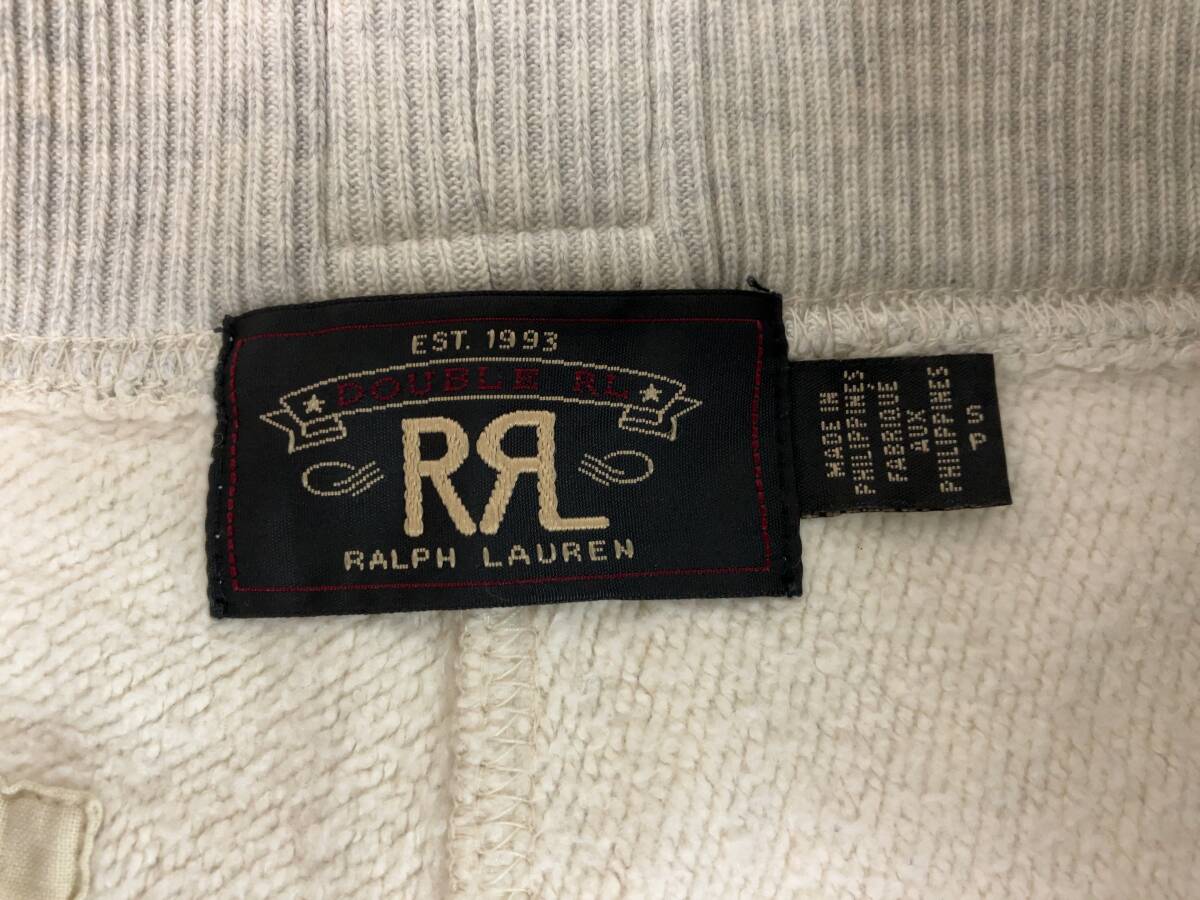 EST. 1993
DOUBLE RL
RRL
RALPH LAUREN
MADE IN
PHILIPPINES
FABRIQUE
AUX
PHILIPPINES
S
P